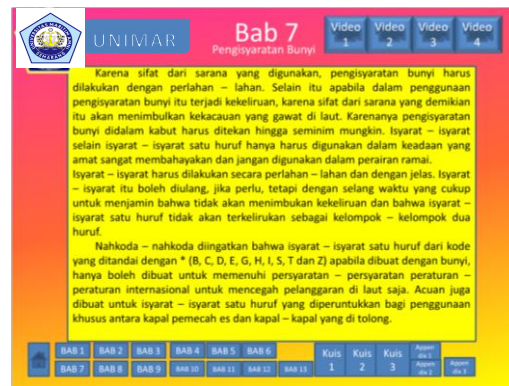 UNIMAR
Bab 7
Pengisyaratan Bunyi
Video 1
Video 2
Video 3
Video 4
Karena sifat dari sarana yang digunakan, pengisyaratan bunyi harus
dilakukan dengan perlahan – lahan. Selain itu apabila dalam penggunaan
pengisyaratan bunyi itu terjadi kekeliruan, karena sifat dari sarana yang demikian
itu akan menimbulkan kekacauan yang gawat di laut. Karenanya pengisyaratan
bunyi didalam kabut harus ditekan hingga seminim mungkin. Isyarat – isyarat
selain isyarat – isyarat satu huruf hanya harus digunakan dalam keadaan yang
amat sangat membahayakan dan jangan digunakan dalam perairan ramai.
Isyarat – isyarat harus dilakukan secara perlahan – lahan dan dengan jelas. Isyarat
– isyarat itu boleh diulang, jika perlu, tetapi dengan selang waktu yang cukup
untuk menjamin bahwa tidak akan menimbukan kekeliruan dan bahwa isyarat –
isyarat satu huruf tidak akan terkelirukan sebagai kelompok – kelompok dua
huruf.
Nahkoda – nahkoda diingatkan bahwa isyarat – isyarat satu huruf dari kode
yang ditandai dengan * (B, C, D, E, G, H, I, S, T dan Z) apabila dibuat dengan bunyi,
hanya boleh dibuat untuk memenuhi persyaratan – persyaratan peraturan –
peraturan internasional untuk mencegah pelanggaran di laut saja. Acuan juga
dibuat untuk isyarat – isyarat satu huruf yang diperuntukkan bagi penggunaan
khusus antara kapal pemecah es dan kapal – kapal yang di tolong.
BAB 1 BAB 2 BAB 3 BAB 4 BAB 5 BAB 6
BAB 7 BAB 8 BAB 9 BAB 10 BAB 11 BAB 12 BAB 13
Kuis 1
Kuis 2
Kuis 3
Appen dix 1
Appen dix 2
Appen dix 3